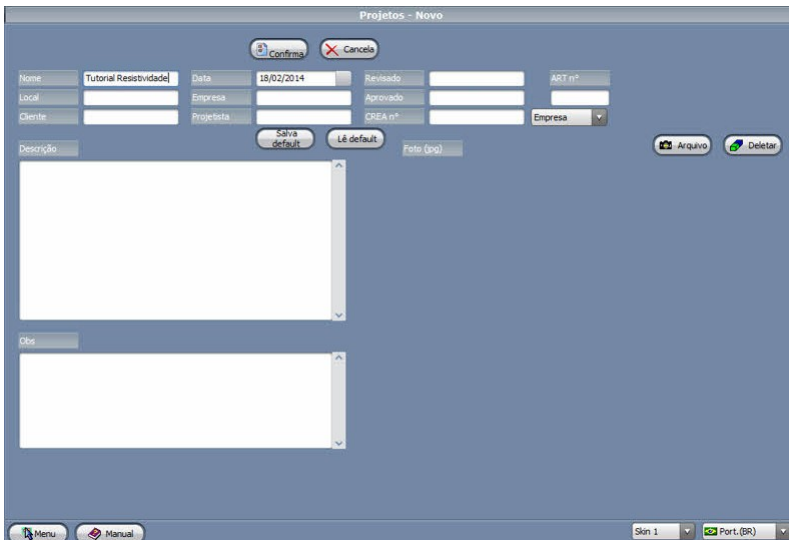 Projetos - Novo
Confirma Cancela
Nome Tutorial Resistividade Data 18/02/2014 Revisado ART nº
Local Empresa Aprovado
Cliente Projetista CREA nº Empresa
Salva default Lê default
Descrição Foto (jpg) Arquivo Deletar
Obs
Menu Manual Skin 1 Port.(BR)